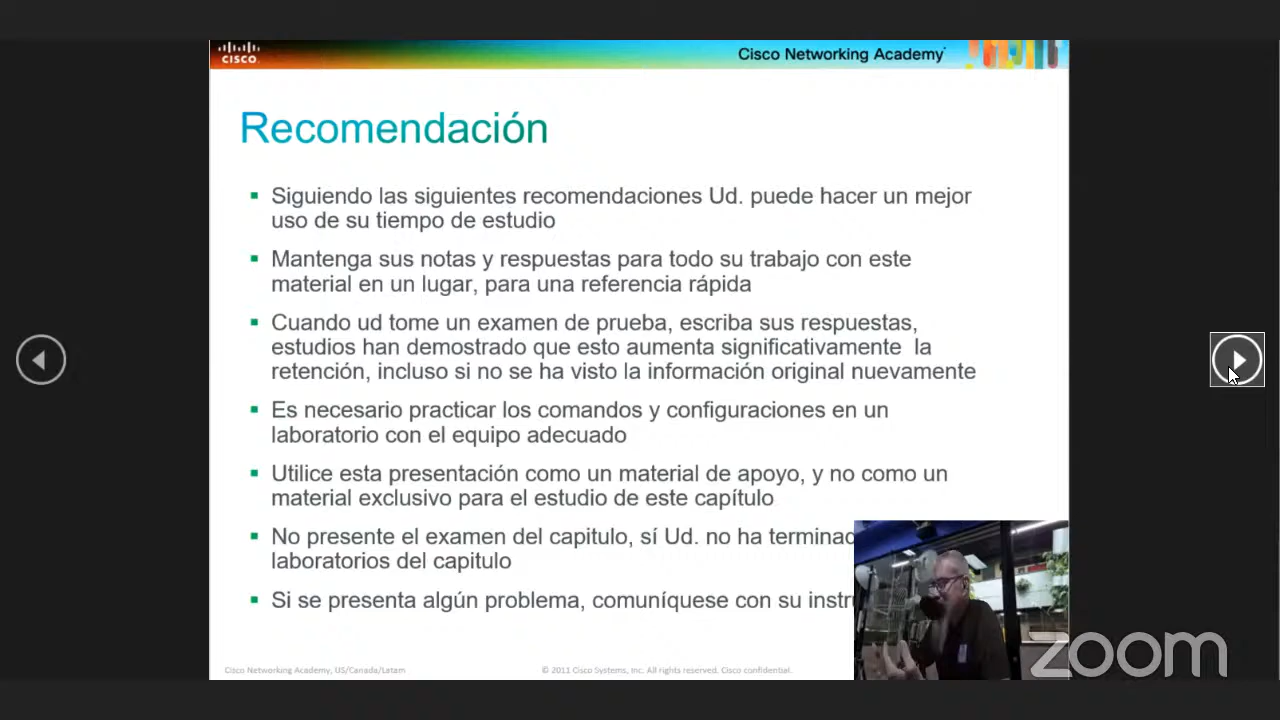 CISCO
Cisco Networking Academy
Recomendación
Siguiendo las siguientes recomendaciones Ud. puede hacer un mejor
uso de su tiempo de estudio
Mantenga sus notas y respuestas para todo su trabajo con este
material en un lugar, para una referencia rápida
Cuando ud tome un examen de prueba, escriba sus respuestas,
estudios han demostrado que esto aumenta significativamente la
retención, incluso si no se ha visto la información original nuevamente
Es necesario practicar los comandos y configuraciones en un
laboratorio con el equipo adecuado
Utilice esta presentación como un material de apoyo, y no como un
material exclusivo para el estudio de este capítulo
No presente el examen del capitulo, sí Ud. no ha terminad
laboratorios del capitulo
Si se presenta algún problema, comuníquese con su instr
Cisco Networking Academy, US/Canada/Latam
© 2011 Cisco Systems, Inc. All rights reserved. Cisco confidential.
zoom